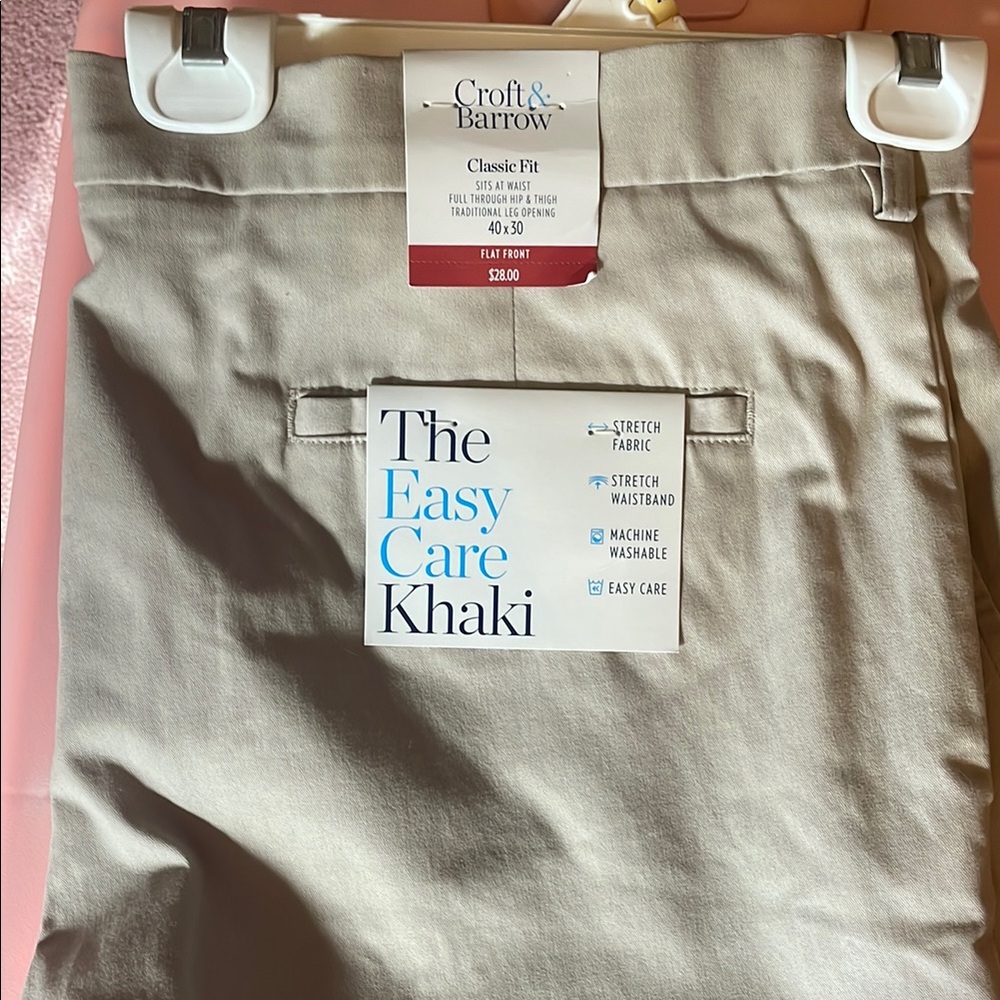 Croft&
Barrow
Classic Fit
SITS AT WAIST
FULL THROUGH HIP & THIGH
TRADITIONAL LEG OPENING
40 x 30
FLAT FRONT
$28.00
The
Easy
Care
Khaki
STRETCH
FABRIC
STRETCH
WAISTBAND
MACHINE
WASHABLE
EASY CARE